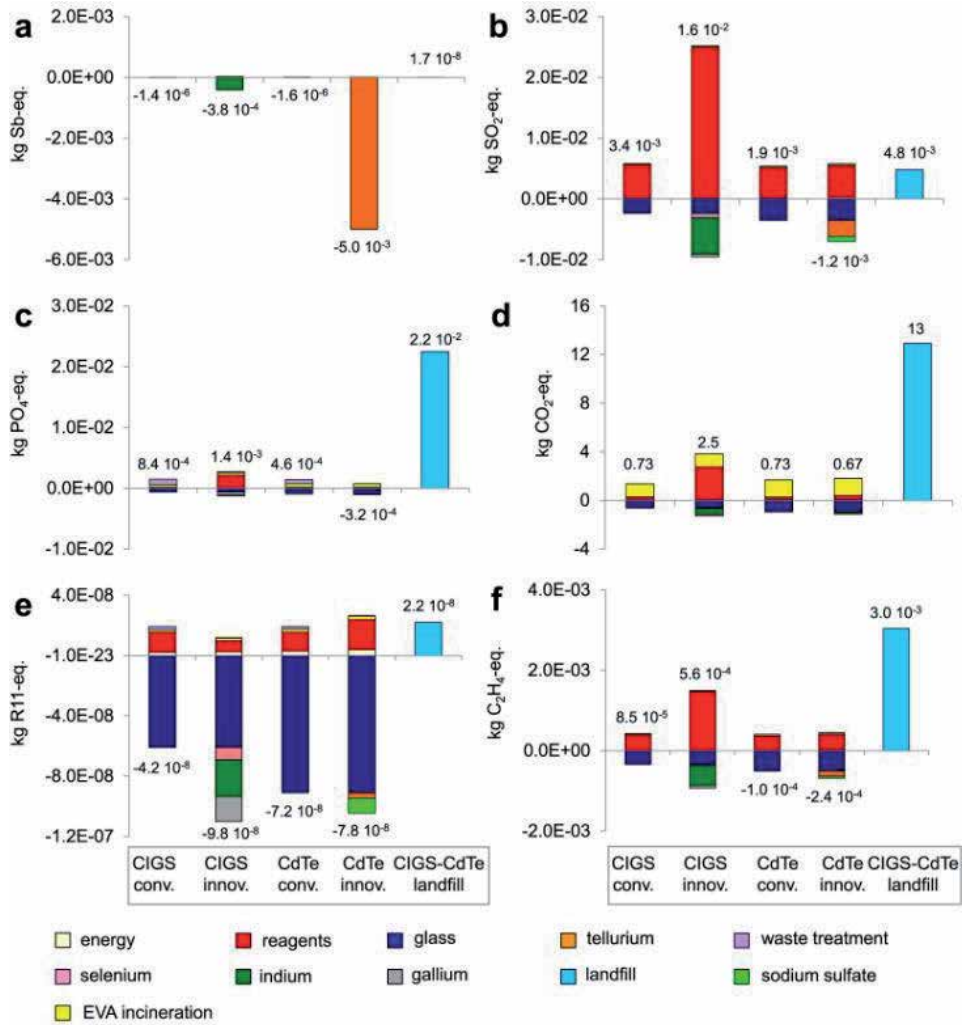 a
kg Sb-eq.
2.0E-03
0.0E+00
-2.0E-03
-4.0E-03
-6.0E-03
-1.4 10⁻⁶
-3.8 10⁻⁴
-1.6 10⁻⁶
-5.0 10⁻³
1.7 10⁻⁸
b
kg SO₂-eq.
3.0E-02
2.0E-02
1.0E-02
0.0E+00
-1.0E-02
3.4 10⁻³
1.6 10⁻²
1.9 10⁻³
-1.2 10⁻³
4.8 10⁻³
c
kg PO₄-eq.
3.0E-02
2.0E-02
1.0E-02
0.0E+00
-1.0E-02
8.4 10⁻⁴
1.4 10⁻³
4.6 10⁻⁴
-3.2 10⁻⁴
2.2 10⁻²
d
kg CO₂-eq.
16
12
8
4
0
-4
0.73
2.5
0.73
0.67
13
e
kg R11-eq.
4.0E-08
-1.0E-23
-4.0E-08
-8.0E-08
-1.2E-07
-4.2 10⁻⁸
-9.8 10⁻⁸
-7.2 10⁻⁸
-7.8 10⁻⁸
2.2 10⁻⁸
f
kg C₂H₄-eq.
4.0E-03
2.0E-03
0.0E+00
-2.0E-03
8.5 10⁻⁵
5.6 10⁻⁴
-1.0 10⁻⁴
-2.4 10⁻⁴
3.0 10⁻³
CIGS CIGS CdTe CdTe CIGS-CdTe
conv. innov. conv. innov. landfill
CIGS CIGS CdTe CdTe CIGS-CdTe
conv. innov. conv. innov. landfill
energy reagents glass tellurium waste treatment
selenium indium gallium landfill sodium sulfate
EVA incineration